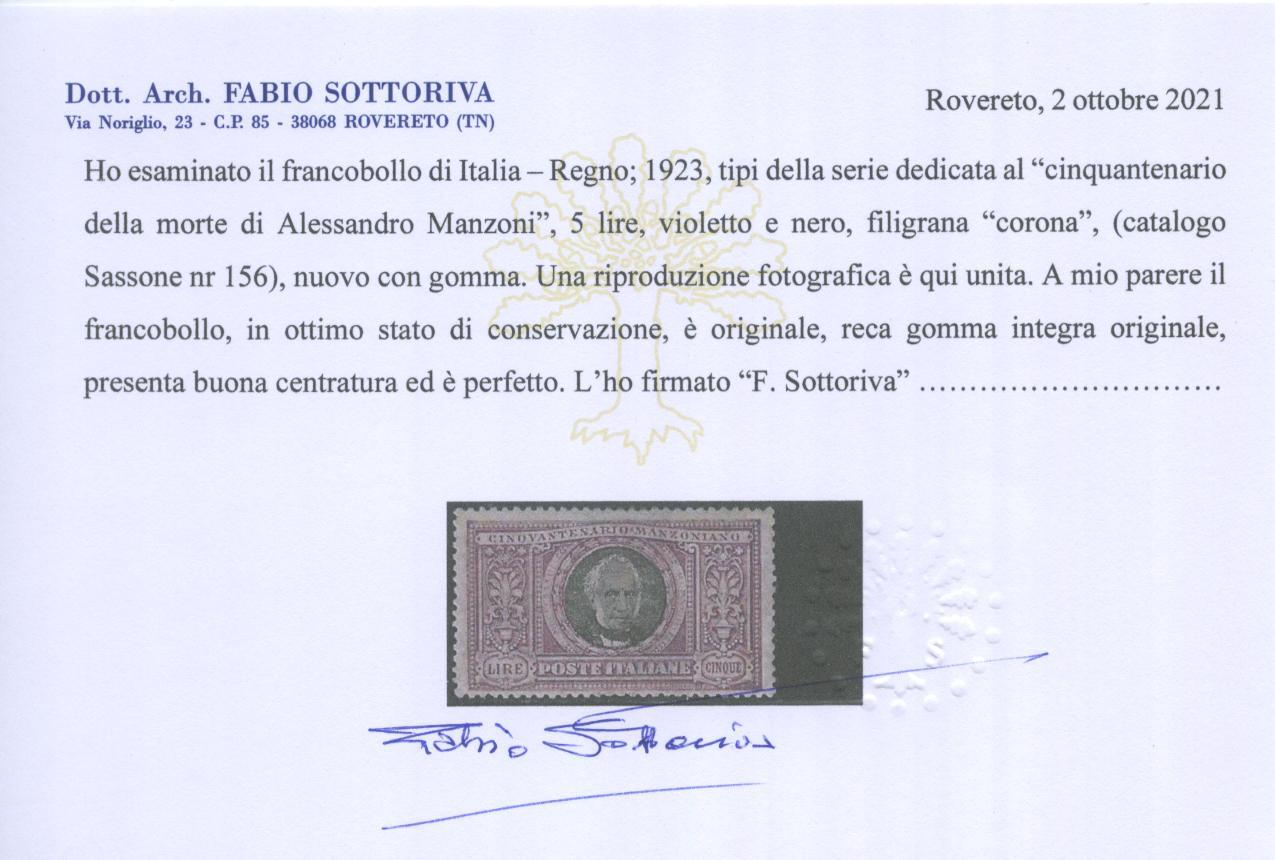 Dott. Arch. FABIO SOTTORIVA
Via Noriglio, 23 - C.P. 85 - 38068 ROVERETO (TN)
Rovereto, 2 ottobre 2021
Ho esaminato il francobollo di Italia – Regno; 1923, tipi della serie dedicata al “cinquantenario
della morte di Alessandro Manzoni”, 5 lire, violetto e nero, filigrana “corona”, (catalogo
Sassone nr 156), nuovo con gomma. Una riproduzione fotografica è qui unita. A mio parere il
francobollo, in ottimo stato di conservazione, è originale, reca gomma integra originale,
presenta buona centratura ed è perfetto. L’ho firmato “F. Sottoriva” ..............................
CINQVANTENARIO MANZONIANO
LIRE POSTE ITALIANE CINQUE
Fabio Sottoriva